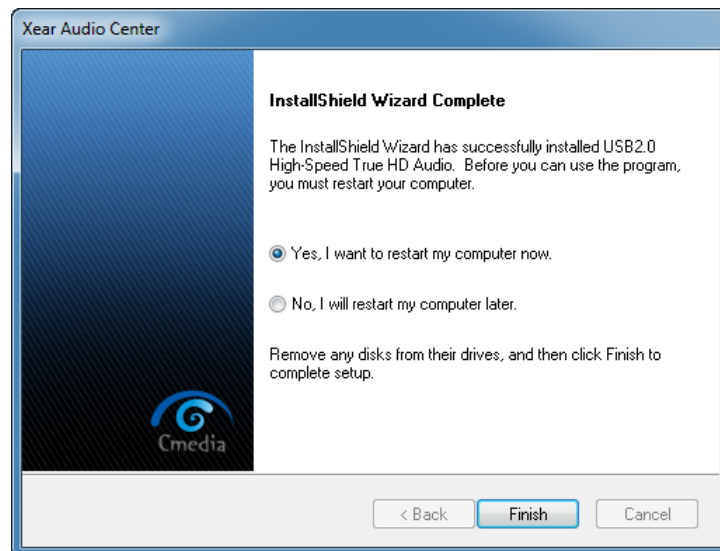 Xear Audio Center
InstallShield Wizard Complete
The InstallShield Wizard has successfully installed USB2.0
High-Speed True HD Audio. Before you can use the program,
you must restart your computer.
Yes, I want to restart my computer now.
No, I will restart my computer later.
Remove any disks from their drives, and then click Finish to
complete setup.
Cmedia
< Back
Finish
Cancel